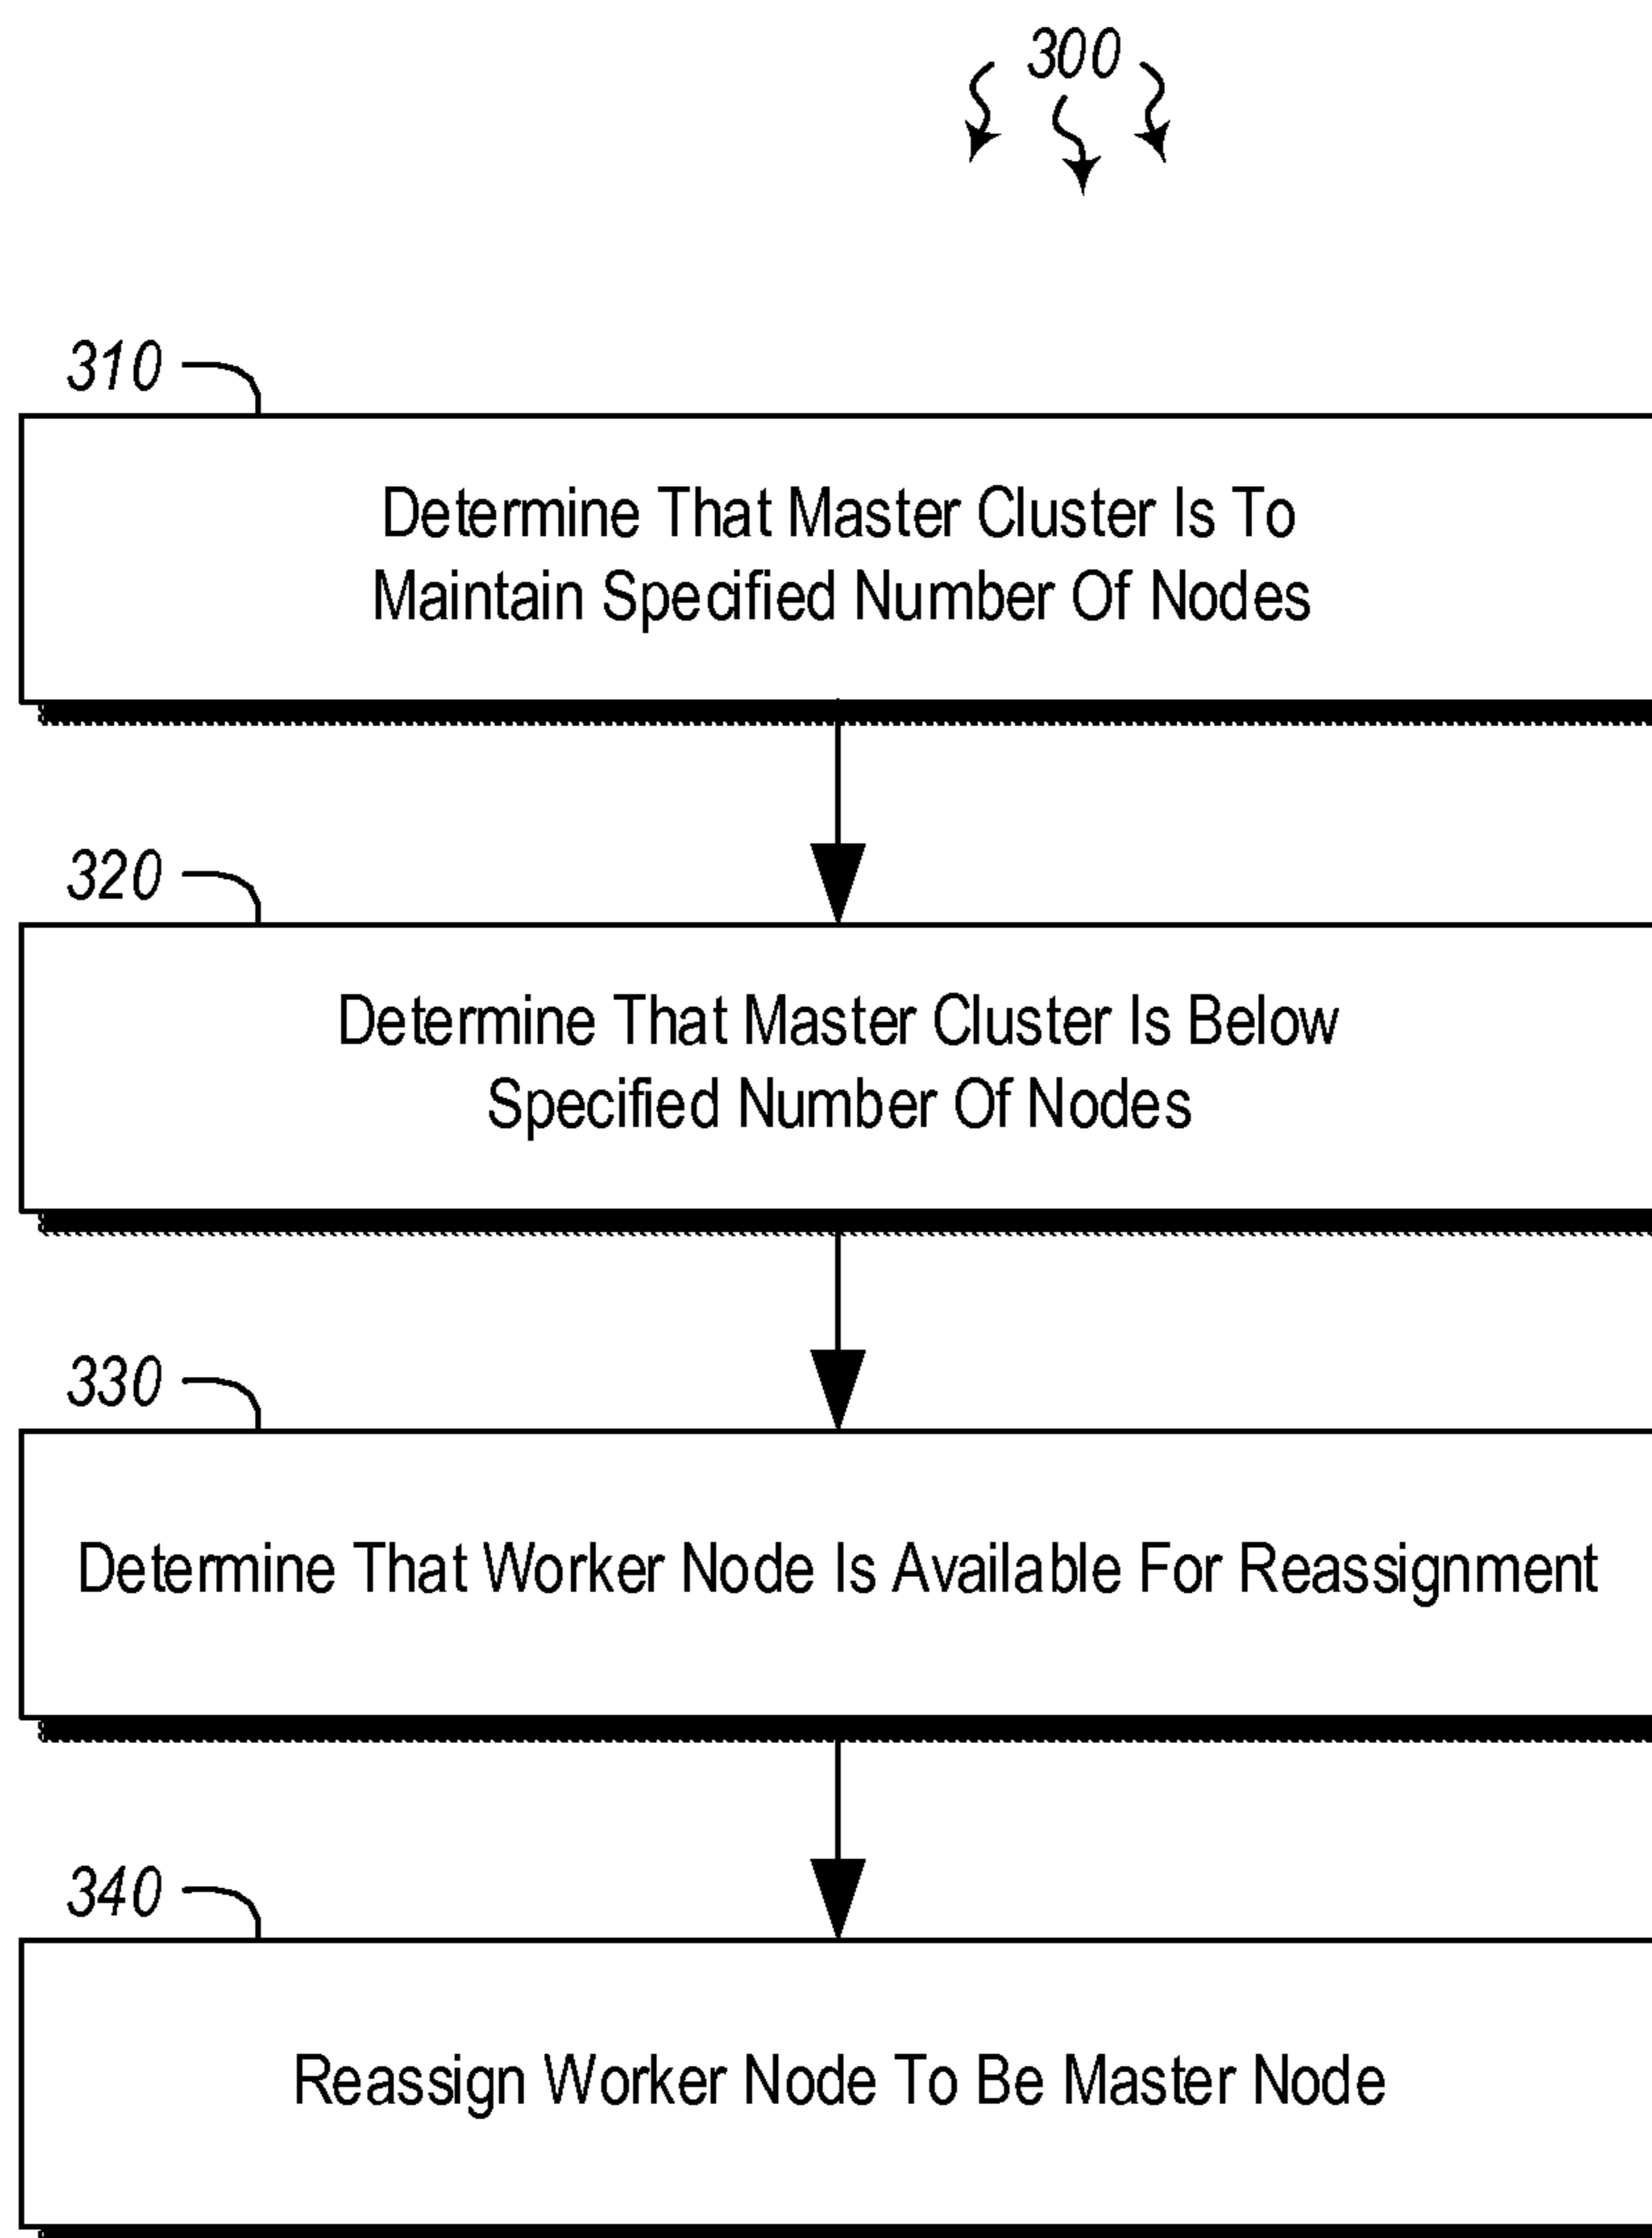 300
310
Determine That Master Cluster Is To
Maintain Specified Number Of Nodes
320
Determine That Master Cluster Is Below
Specified Number Of Nodes
330
Determine That Worker Node Is Available For Reassignment
340
Reassign Worker Node To Be Master Node